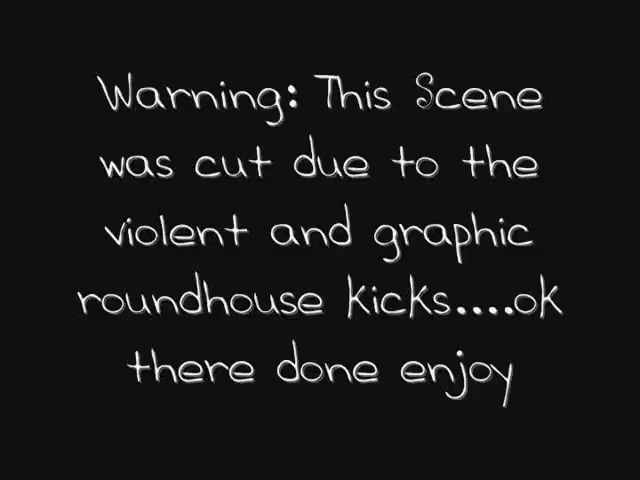 Warning: This Scene
was cut due to the
violent and graphic
roundhouse kicks....ok
there done enjoy